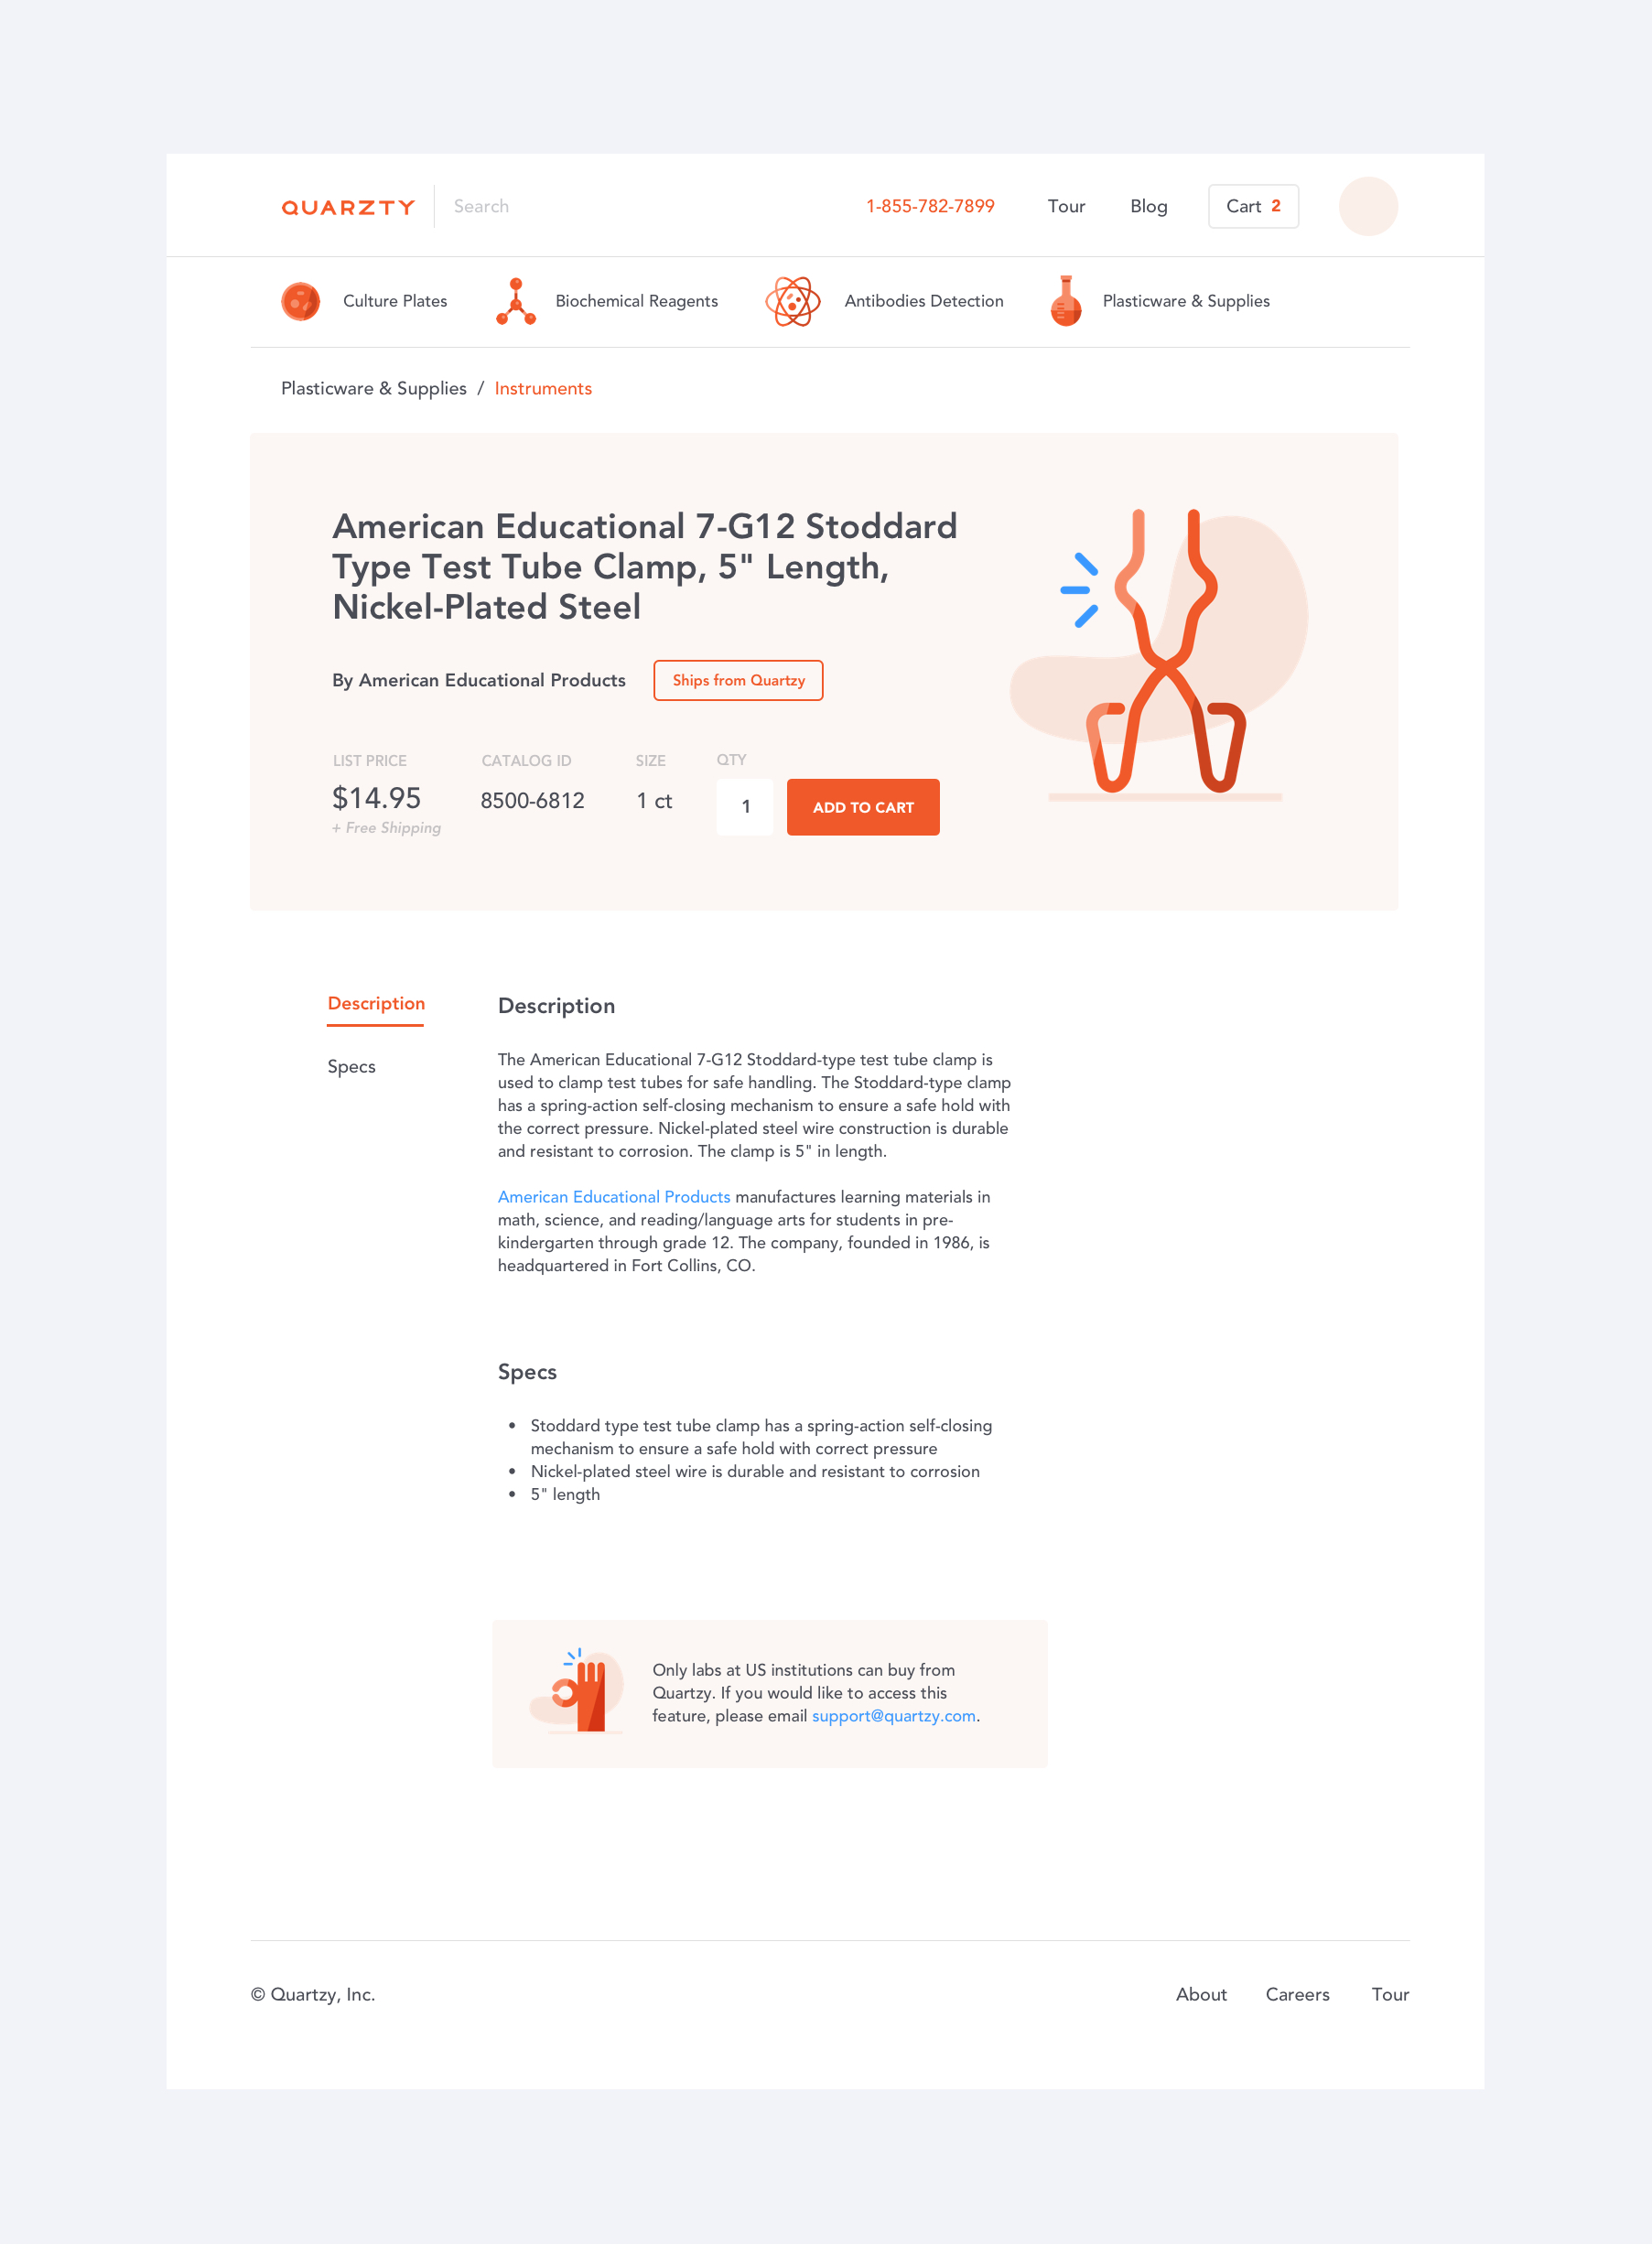 QUARZTY
Search
1-855-782-7899
Tour
Blog
Cart 2
Culture Plates
Biochemical Reagents
Antibodies Detection
Plasticware & Supplies
Plasticware & Supplies / Instruments
American Educational 7-G12 Stoddard
Type Test Tube Clamp, 5" Length,
Nickel-Plated Steel
By American Educational Products
Ships from Quartzy
LIST PRICE
$14.95
+ Free Shipping
CATALOG ID
8500-6812
SIZE
1 ct
QTY
1
ADD TO CART
Description
Specs
Description
The American Educational 7-G12 Stoddard-type test tube clamp is
used to clamp test tubes for safe handling. The Stoddard-type clamp
has a spring-action self-closing mechanism to ensure a safe hold with
the correct pressure. Nickel-plated steel wire construction is durable
and resistant to corrosion. The clamp is 5" in length.
American Educational Products manufactures learning materials in
math, science, and reading/language arts for students in pre-
kindergarten through grade 12. The company, founded in 1986, is
headquartered in Fort Collins, CO.
Specs
• Stoddard type test tube clamp has a spring-action self-closing
mechanism to ensure a safe hold with correct pressure
• Nickel-plated steel wire is durable and resistant to corrosion
• 5" length
Only labs at US institutions can buy from
Quartzy. If you would like to access this
feature, please email support@quartzy.com.
© Quartzy, Inc.
About
Careers
Tour